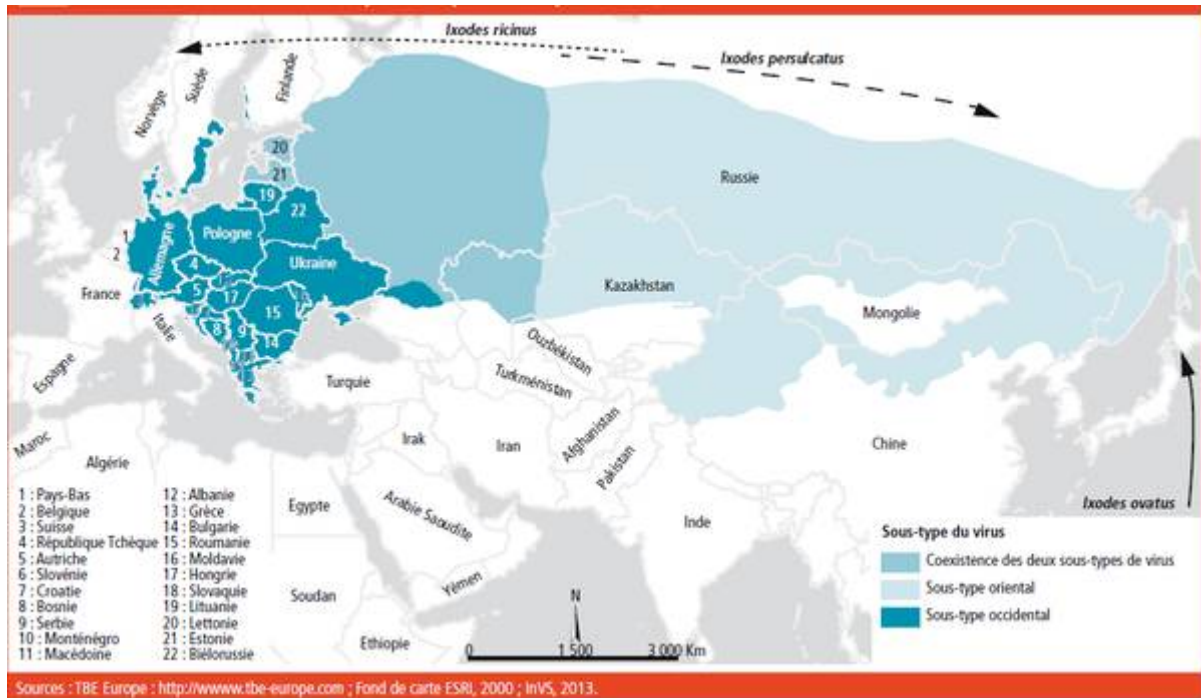 Ixodes ricinus
Ixodes persulcatus
Norvège
Suède
Finlande
20
21
19
22
1
2
Allemagne
Pologne
Ukraine
4
5
17
15
8
9
14
France
Italie
Espagne
Russie
Kazakhstan
Mongolie
Ouzbékistan
Turkménistan
Turquie
Maroc
Algérie
Irak
Iran
Afghanistan
Pakistan
Chine
Egypte
Arabie Saoudite
Inde
Yémen
Soudan
Ethiopie
Ixodes ovatus
1 : Pays-Bas
2 : Belgique
3 : Suisse
4 : République Tchèque
5 : Autriche
6 : Slovénie
7 : Croatie
8 : Bosnie
9 : Serbie
10 : Monténégro
11 : Macédoine
12 : Albanie
13 : Grèce
14 : Bulgarie
15 : Roumanie
16 : Moldavie
17 : Hongrie
18 : Slovaquie
19 : Lituanie
20 : Lettonie
21 : Estonie
22 : Biélorussie
N
0 1 500 3 000 Km
Sous-type du virus
Coexistence des deux sous-types de virus
Sous-type oriental
Sous-type occidental
Sources : TBE Europe : http://wwww.tbe-europe.com ; Fond de carte ESRI, 2000 ; InVS, 2013.